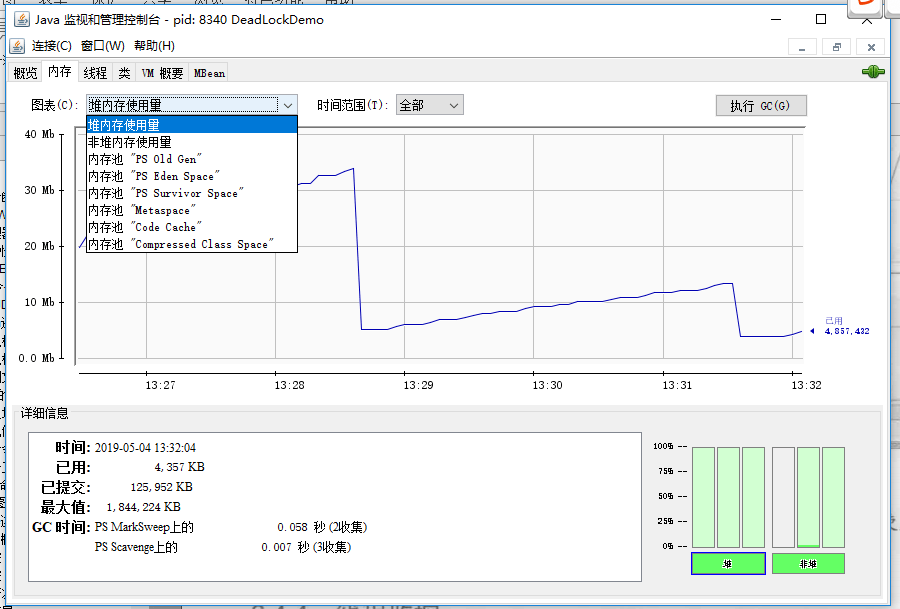 Java 监视和管理控制台 - pid: 8340 DeadLockDemo
连接(C) 窗口(W) 帮助(H)
概览 内存 线程 类 VM 概要 MBean
图表(C): 堆内存使用量 时间范围(T): 全部 执行 GC(G)
堆内存使用量
非堆内存使用量
内存池 "PS Old Gen"
内存池 "PS Eden Space"
内存池 "PS Survivor Space"
内存池 "Metaspace"
内存池 "Code Cache"
内存池 "Compressed Class Space"
40 Mb
30 Mb
20 Mb
10 Mb
0.0 Mb
已用
4,857,432
13:27 13:28 13:29 13:30 13:31 13:32
详细信息
时间: 2019-05-04 13:32:04
已用: 4,357 KB
已提交: 125,952 KB
最大值: 1,844,224 KB
GC 时间: PS MarkSweep上的 0.058 秒 (2收集)
PS Scavenge上的 0.007 秒 (3收集)
100% --
75% --
50% --
25% --
0% --
堆 非堆